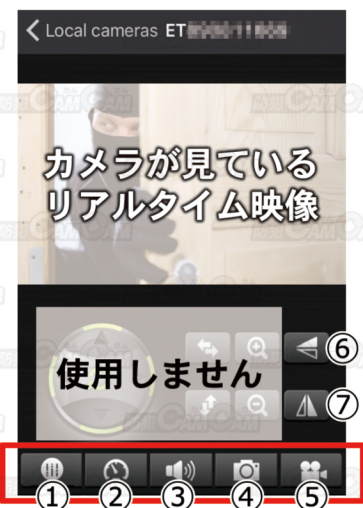 Local cameras ET
カメラが見ている
リアルタイム映像
使用しません
⑥
⑦
① ② ③ ④ ⑤